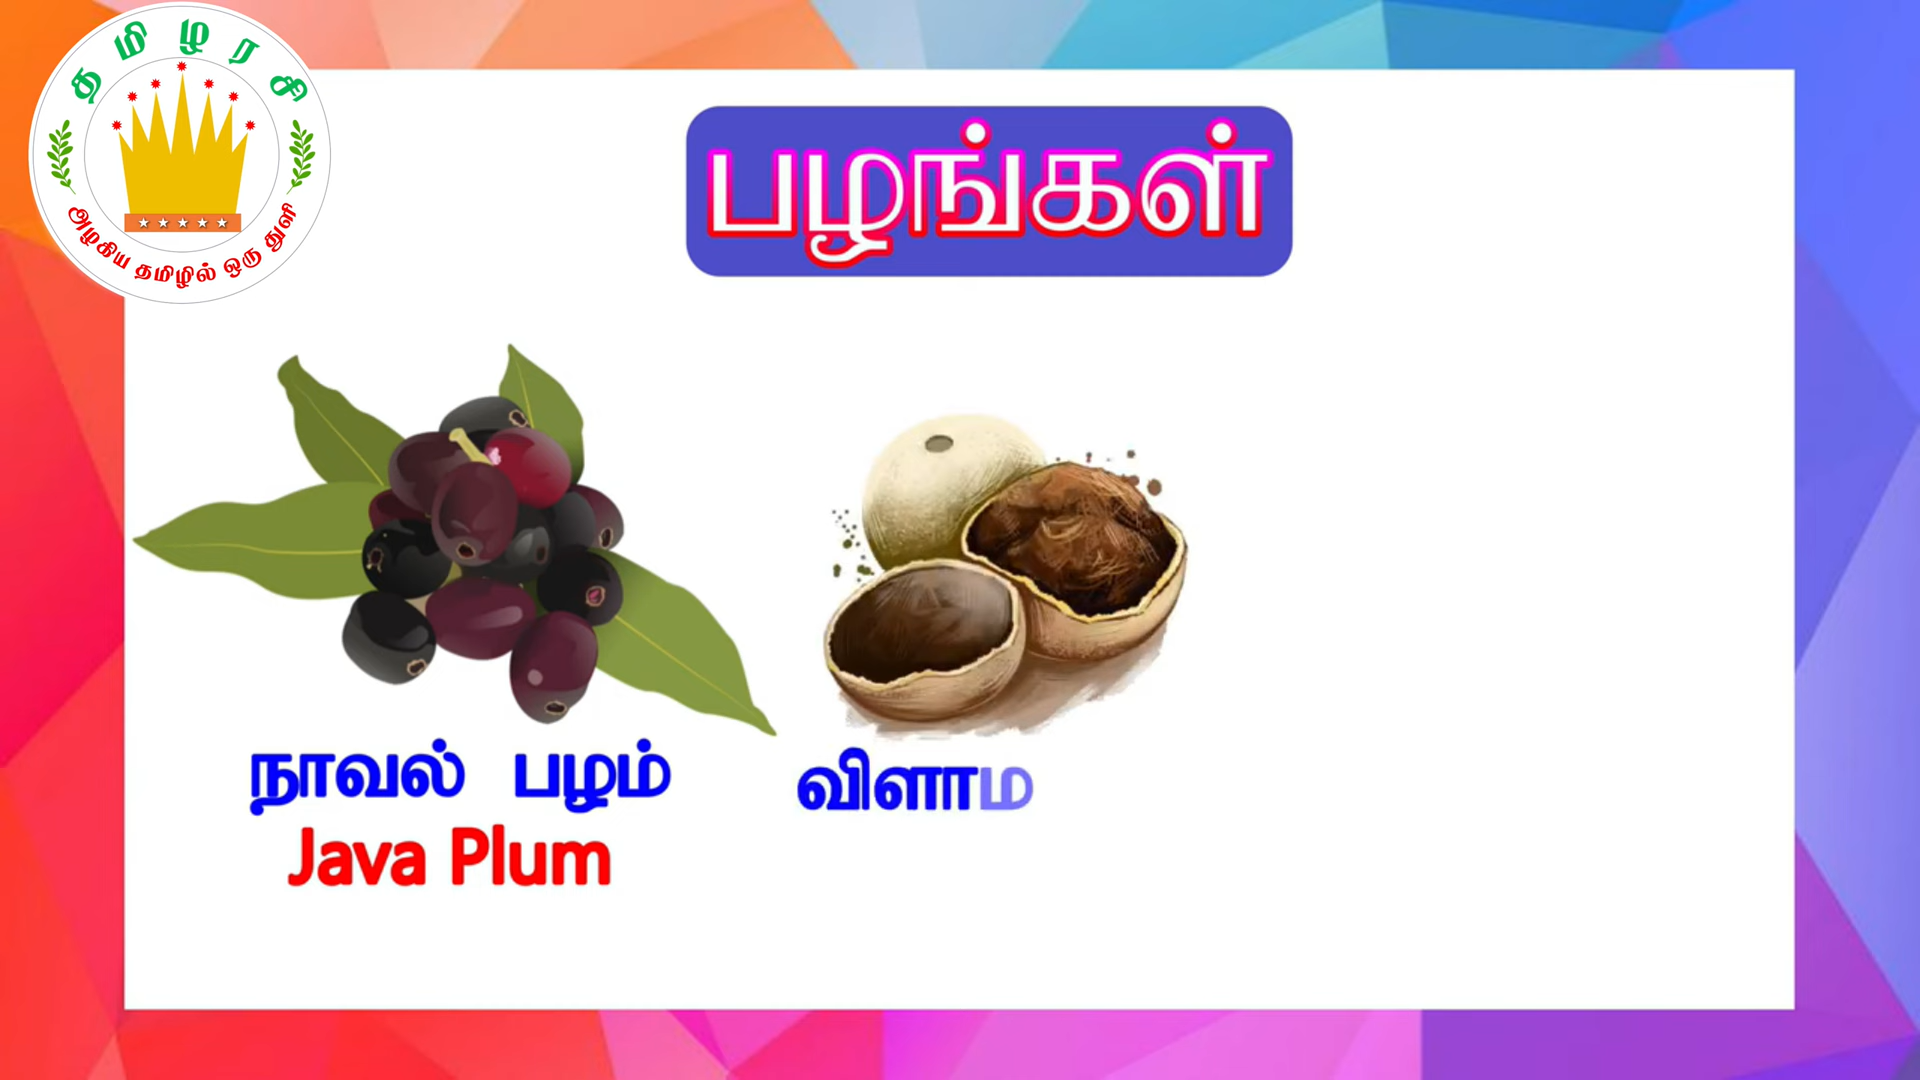 தமிழரசி
அழகிய தமிழில் ஒரு துளி
பழங்கள்
நாவல் பழம்
Java Plum
விளாம